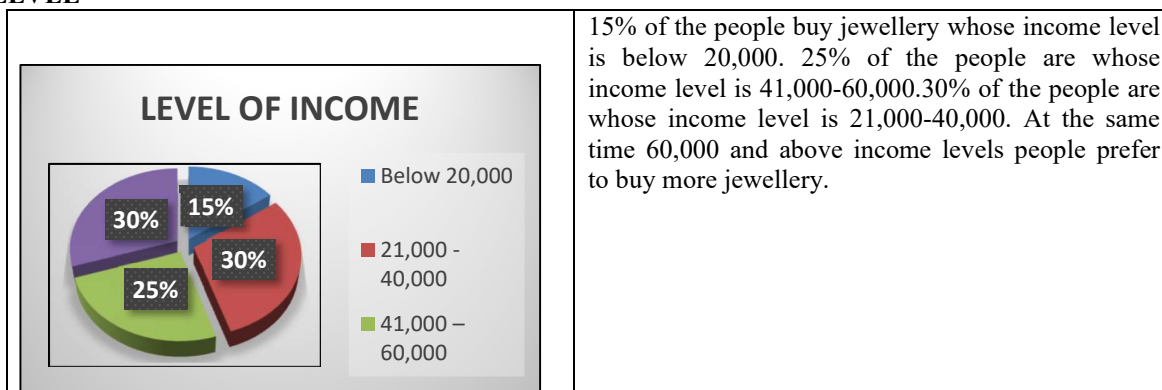 LEVEL OF INCOME
30%
15%
30%
25%
Below 20,000
21,000 -
40,000
41,000 –
60,000
15% of the people buy jewellery whose income level
is below 20,000. 25% of the people are whose
income level is 41,000-60,000.30% of the people are
whose income level is 21,000-40,000. At the same
time 60,000 and above income levels people prefer
to buy more jewellery.